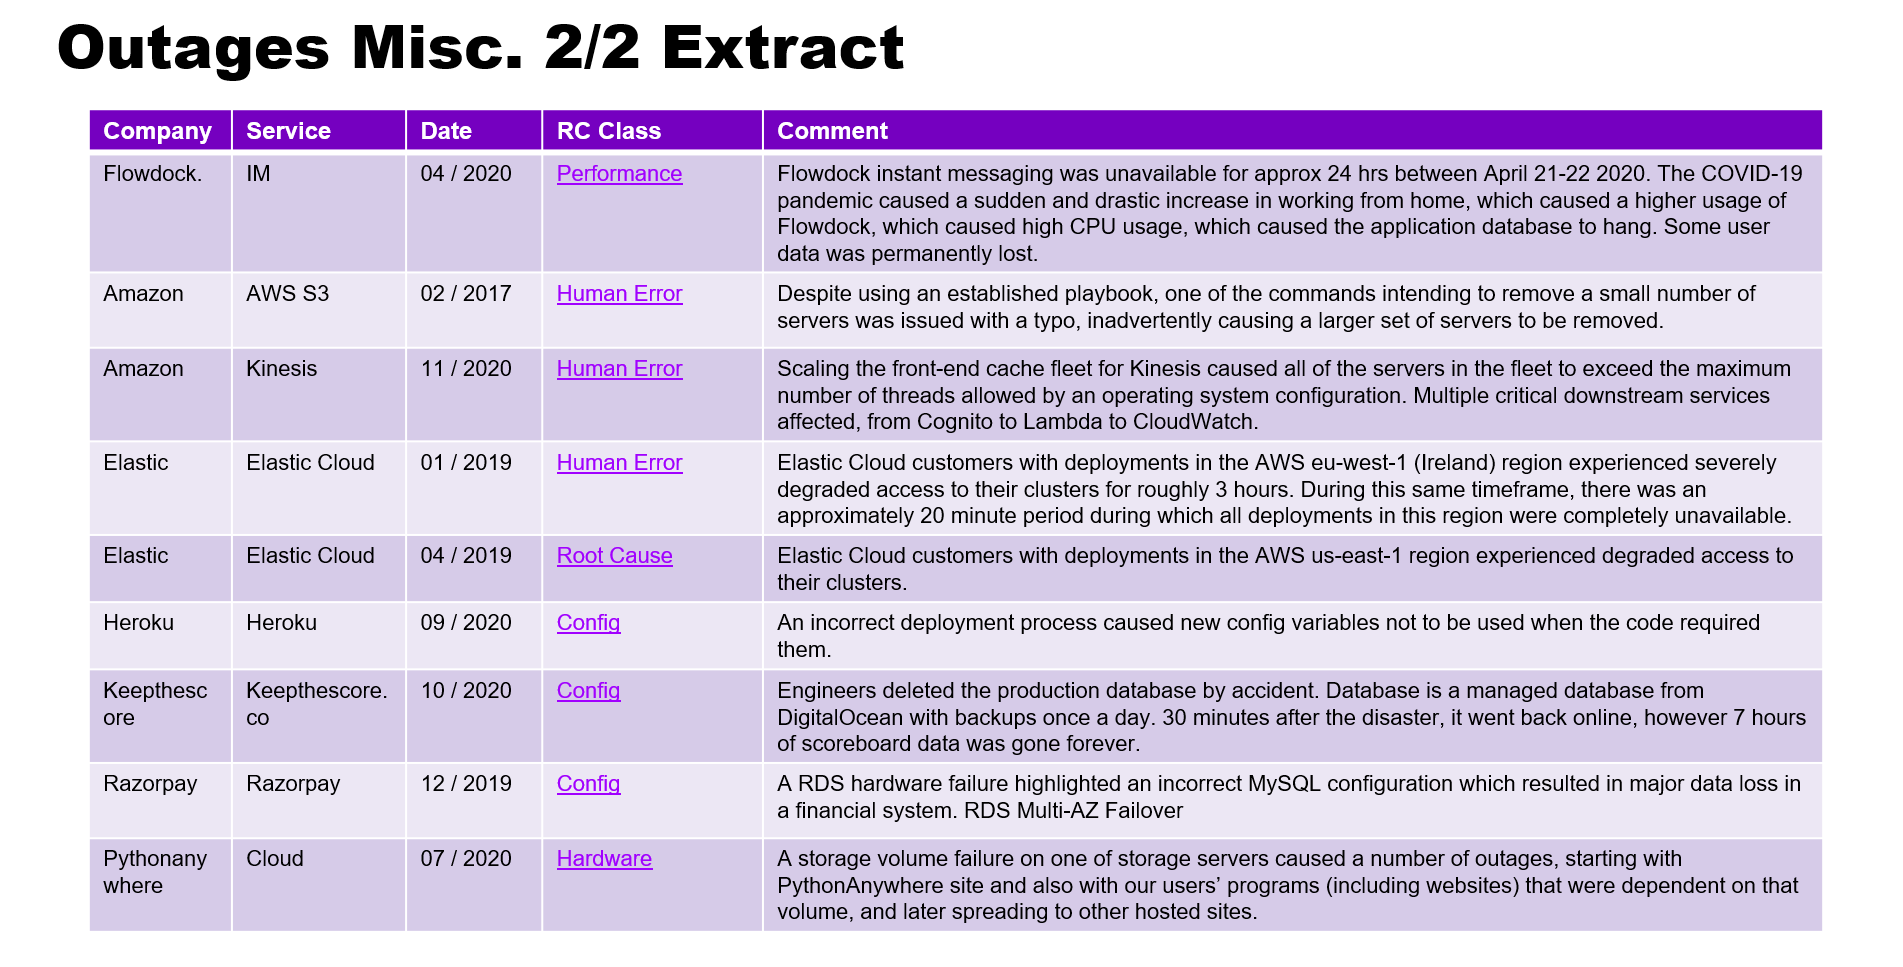 Outages Misc. 2/2 Extract
Company Service Date RC Class Comment
Flowdock. IM 04 / 2020 Performance Flowdock instant messaging was unavailable for approx 24 hrs between April 21-22 2020. The COVID-19
pandemic caused a sudden and drastic increase in working from home, which caused a higher usage of
Flowdock, which caused high CPU usage, which caused the application database to hang. Some user
data was permanently lost.
Amazon AWS S3 02 / 2017 Human Error Despite using an established playbook, one of the commands intending to remove a small number of
servers was issued with a typo, inadvertently causing a larger set of servers to be removed.
Amazon Kinesis 11 / 2020 Human Error Scaling the front-end cache fleet for Kinesis caused all of the servers in the fleet to exceed the maximum
number of threads allowed by an operating system configuration. Multiple critical downstream services
affected, from Cognito to Lambda to CloudWatch.
Elastic Elastic Cloud 01 / 2019 Human Error Elastic Cloud customers with deployments in the AWS eu-west-1 (Ireland) region experienced severely
degraded access to their clusters for roughly 3 hours. During this same timeframe, there was an
approximately 20 minute period during which all deployments in this region were completely unavailable.
Elastic Elastic Cloud 04 / 2019 Root Cause Elastic Cloud customers with deployments in the AWS us-east-1 region experienced degraded access to
their clusters.
Heroku Heroku 09 / 2020 Config An incorrect deployment process caused new config variables not to be used when the code required
them.
Keepthesc Keepthescore. 10 / 2020 Config Engineers deleted the production database by accident. Database is a managed database from
ore co DigitalOcean with backups once a day. 30 minutes after the disaster, it went back online, however 7 hours
of scoreboard data was gone forever.
Razorpay Razorpay 12 / 2019 Config A RDS hardware failure highlighted an incorrect MySQL configuration which resulted in major data loss in
a financial system. RDS Multi-AZ Failover
Pythonany Cloud 07 / 2020 Hardware A storage volume failure on one of storage servers caused a number of outages, starting with
where PythonAnywhere site and also with our users’ programs (including websites) that were dependent on that
volume, and later spreading to other hosted sites.